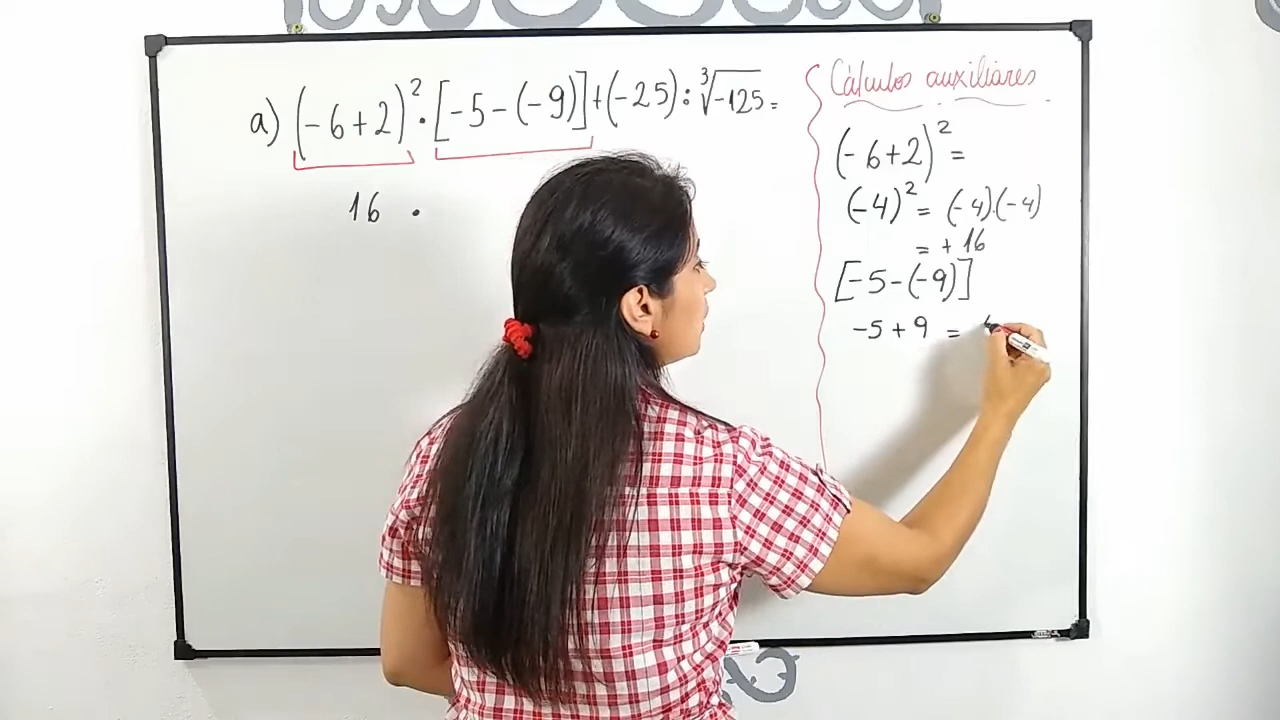 a) (-6+2)² · [-5-(-9)] + (-25) : ∛-125 =
16 ·
Cálculos auxiliares
(-6+2)² =
(-4)² = (-4)·(-4)
= + 16
[-5-(-9)]
-5+9 =